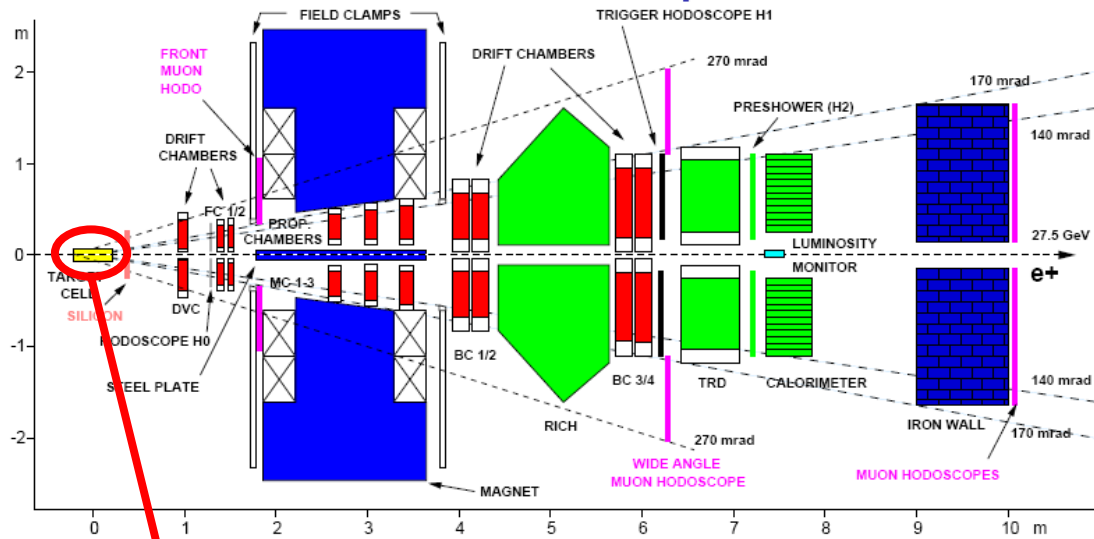 FIELD CLAMPS
TRIGGER HODOSCOPE H1
m
2
1
0
-1
-2
FRONT
MUON
HODO
DRIFT CHAMBERS
270 mrad
170 mrad
PRESHOWER (H2)
140 mrad
DRIFT
CHAMBERS
FC 1/2
PROP.
CHAMBERS
27.5 GeV
LUMINOSITY
MONITOR
e+
TARGET
CELL
SILICON
DVC
MC 1-3
HODOSCOPE H0
STEEL PLATE
BC 1/2
BC 3/4
TRD
CALORIMETER
140 mrad
RICH
IRON WALL
170 mrad
270 mrad
WIDE ANGLE
MUON HODOSCOPE
MUON HODOSCOPES
MAGNET
0
1
2
3
4
5
6
7
8
9
10
m